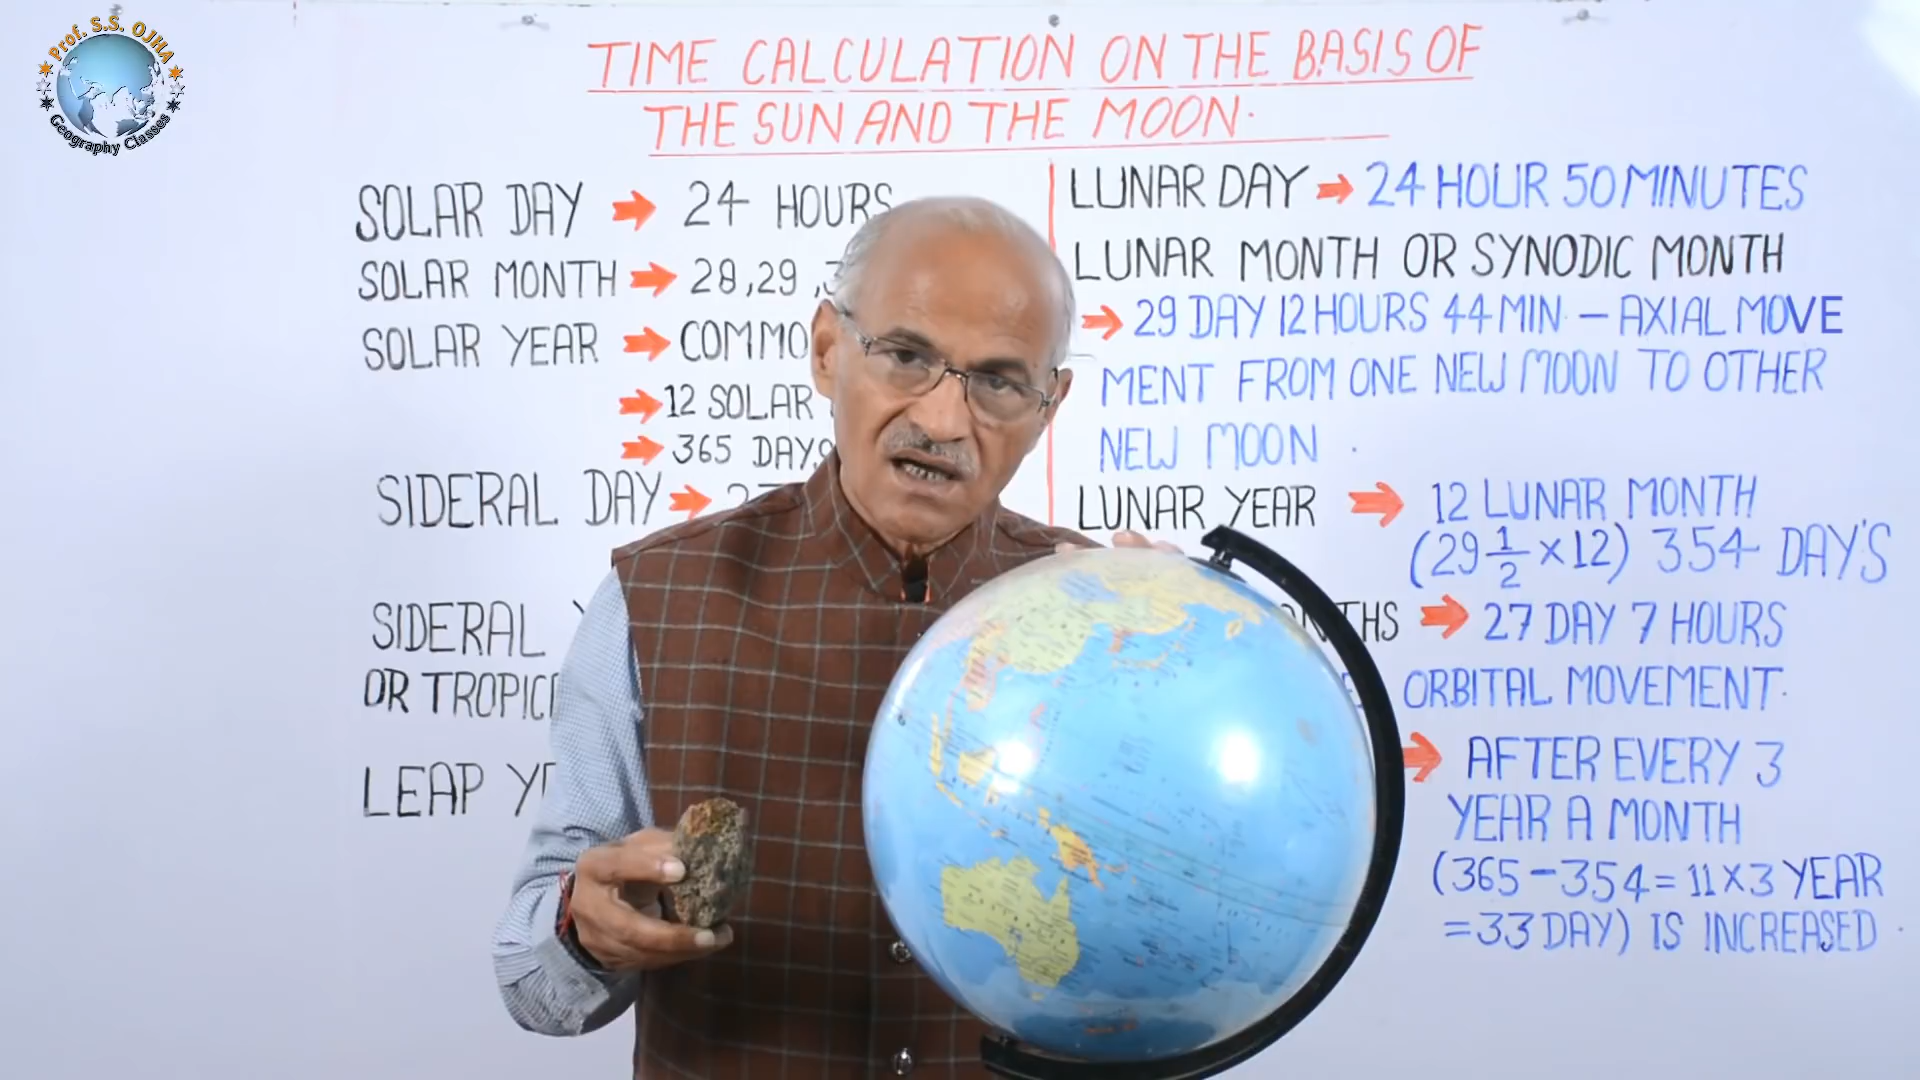 Prof. S.S. OJHA
Geography Classes
TIME CALCULATION ON THE BASIS OF
THE SUN AND THE MOON.
SOLAR DAY → 24 HOURS
SOLAR MONTH → 28,29,
SOLAR YEAR →
→ 12 SOLAR
→ 365 DAYS
SIDERAL DAY →
SIDERAL
OR
LEAP
LUNAR DAY → 24 HOUR 50 MINUTES
LUNAR MONTH OR SYNODIC MONTH
→ 29 DAY 12 HOURS 44 MIN. – AXIAL MOVE
MENT FROM ONE NEW MOON TO OTHER
NEW MOON.
LUNAR YEAR → 12 LUNAR MONTH
(29 1/2 × 12) 354 DAY'S
→ 27 DAY 7 HOURS
ORBITAL MOVEMENT.
→ AFTER EVERY 3
YEAR A MONTH
(365 – 354 = 11 × 3 YEAR
= 33 DAY) IS INCREASED.